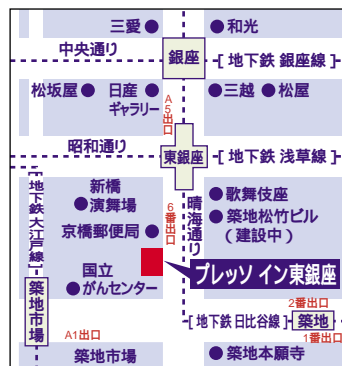 三愛●
●和光
中央通り
銀座
[ 地下鉄 銀座線 ]
松坂屋●
日産●
ギャラリー
A5出口
●三越
●松屋
昭和通り
東銀座
[ 地下鉄 浅草線 ]
[地下鉄大江戸線]
新橋
●演舞場
6番出口
晴海通り
●歌舞伎座
京橋郵便局●
●築地松竹ビル
(建設中)
プレッソ イン東銀座
国立
●がんセンター
築地市場
2番出口
[ 地下鉄 日比谷線 ]
築地
1番出口
A1出口
築地市場
●築地本願寺